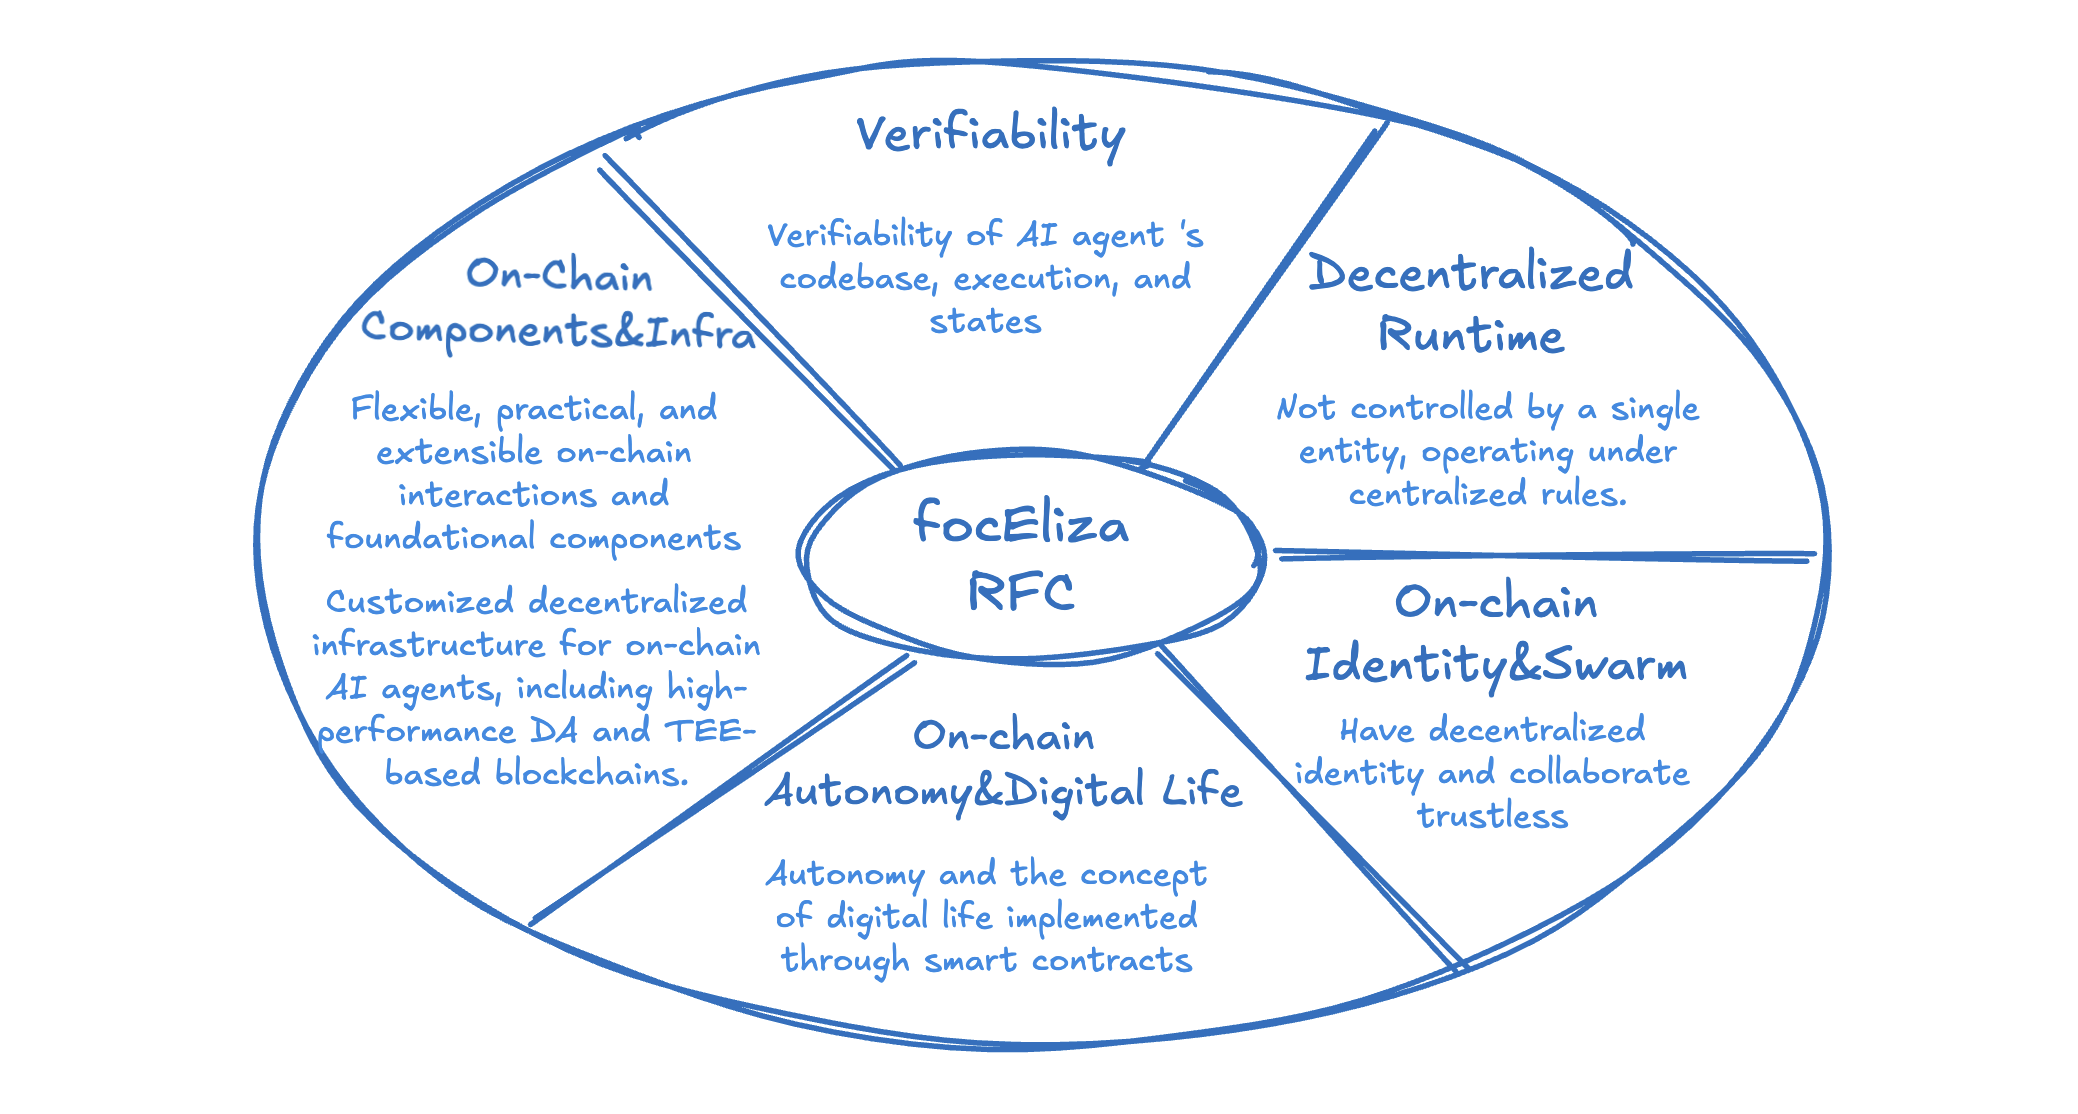 Verifiability
Verifiability of AI agent 's
codebase, execution, and
states
Decentralized
Runtime
Not controlled by a single
entity, operating under
centralized rules.
On-Chain
Components&Infra
Flexible, practical, and
extensible on-chain
interactions and
foundational components
Customized decentralized
infrastructure for on-chain
AI agents, including high-
performance DA and TEE-
based blockchains.
focEliza
RFC
On-chain
Identity&Swarm
Have decentralized
identity and collaborate
trustless
On-chain
Autonomy&Digital Life
Autonomy and the concept
of digital life implemented
through smart contracts